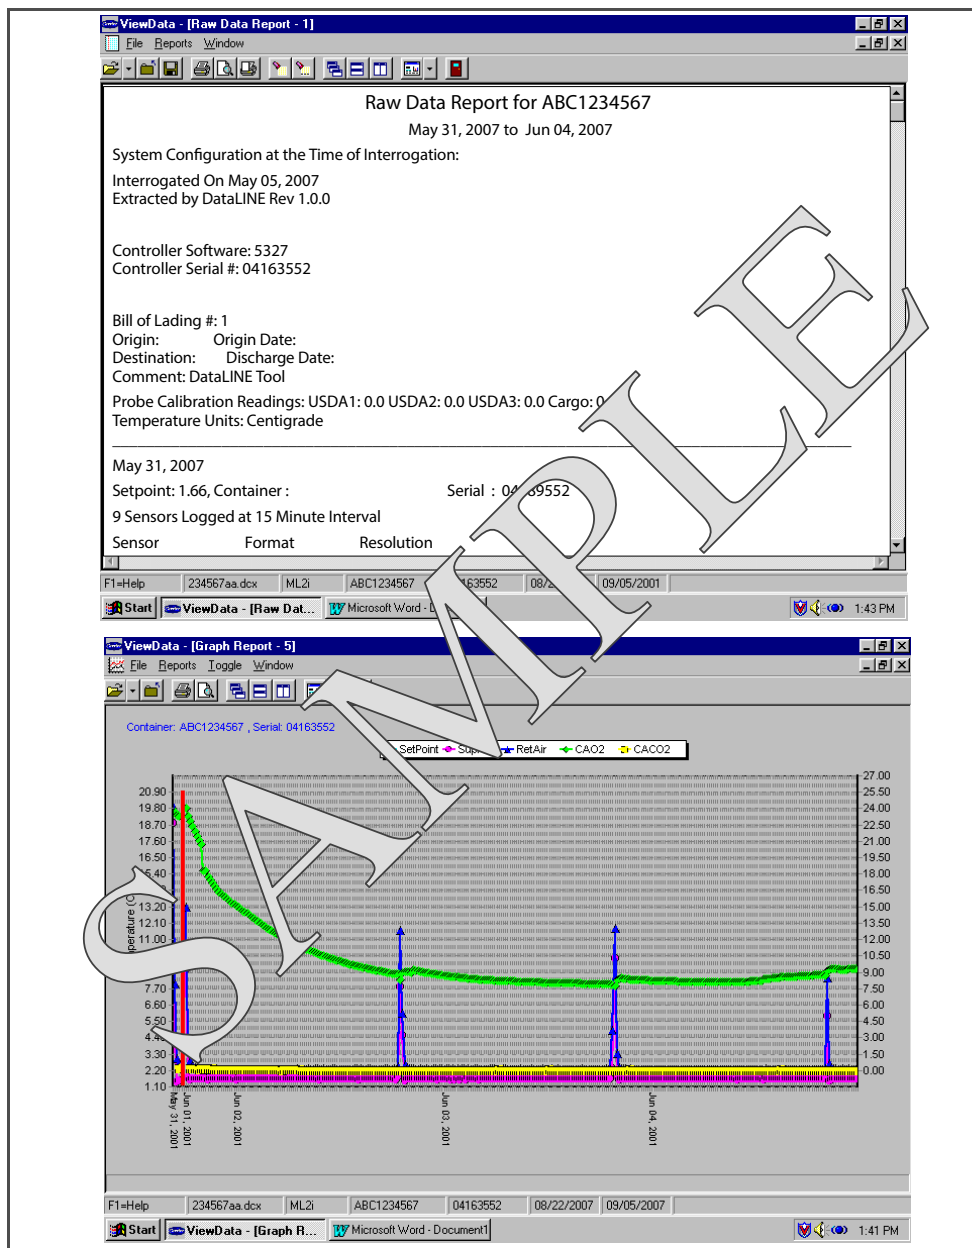 ViewData - [Raw Data Report - 1]
File Reports Window
Raw Data Report for ABC1234567
May 31, 2007 to Jun 04, 2007
System Configuration at the Time of Interrogation:
Interrogated On May 05, 2007
Extracted by DataLINE Rev 1.0.0
Controller Software: 5327
Controller Serial #: 04163552
Bill of Lading #: 1
Origin: Origin Date:
Destination: Discharge Date:
Comment: DataLINE Tool
Probe Calibration Readings: USDA1: 0.0 USDA2: 0.0 USDA3: 0.0 Cargo:
Temperature Units: Centigrade
May 31, 2007
Setpoint: 1.66, Container : Serial :
9 Sensors Logged at 15 Minute Interval
Sensor Format Resolution
F1=Help 234567aa.dcx ML2i ABC1234567 09/05/2001
Start ViewData - [Raw Dat... Microsoft Word - 1:43 PM
SAMPLE
ViewData - [Graph Report - 5]
File Reports Toggle Window
Container: ABC1234567 , Serial: 04163552
SetPoint RetAir CAO2 CACO2
20.90
19.80
18.70
17.60
16.50
13.20
12.10
11.00
7.70
6.60
5.50
3.30
2.20
1.10
27.00
25.50
24.00
22.50
21.00
19.50
18.00
16.50
15.00
13.50
12.00
10.50
9.00
7.50
6.00
4.50
3.00
1.50
0.00
May 31, 2001
Jun 01, 2001
Jun 02, 2001
Jun 03, 2001
Jun 04, 2001
F1=Help 234567aa.dcx ML2i ABC1234567 04163552 08/22/2007 09/05/2007
Start ViewData - [Graph R... Microsoft Word - Document1 1:41 PM